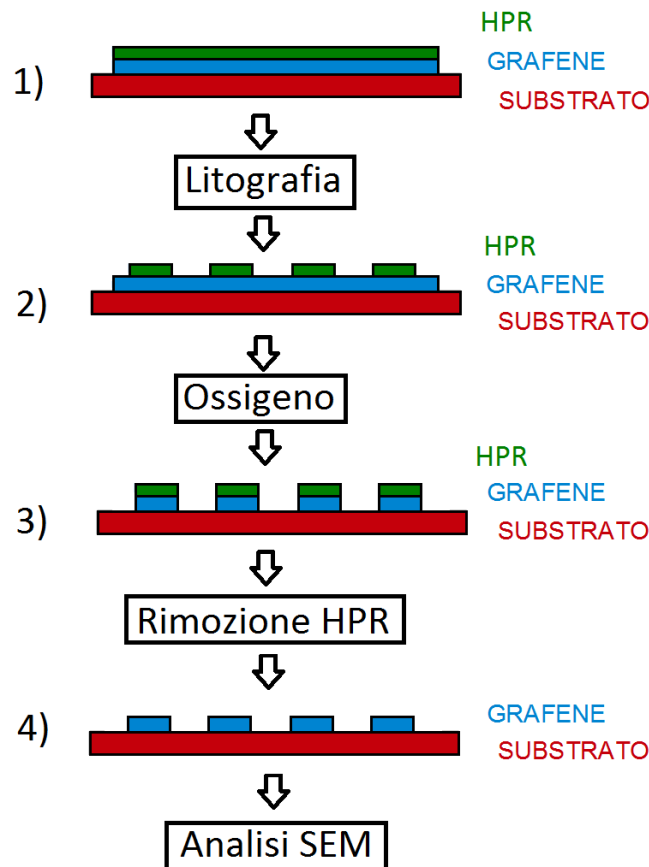 HPR
GRAFENE
1)
SUBSTRATO
Litografia
HPR
GRAFENE
2)
SUBSTRATO
Ossigeno
HPR
GRAFENE
3)
SUBSTRATO
Rimozione HPR
GRAFENE
4)
SUBSTRATO
Analisi SEM